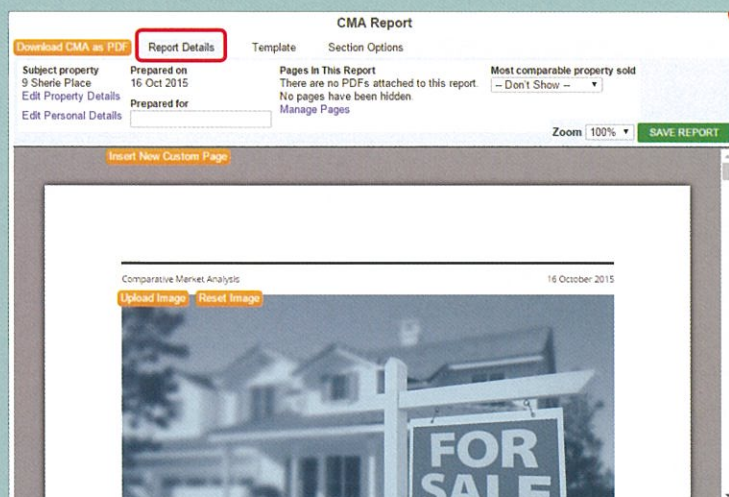 CMA Report
Download CMA as PDF Report Details Template Section Options
Subject property Prepared on Pages In This Report Most comparable property sold
9 Sherie Place 16 Oct 2015 There are no PDFs attached to this report. -- Don't Show --
Edit Property Details No pages have been hidden.
Prepared for Manage Pages
Edit Personal Details
Zoom 100% SAVE REPORT
Insert New Custom Page
Comparative Market Analysis 16 October 2015
Upload Image Reset Image
FOR
SALE